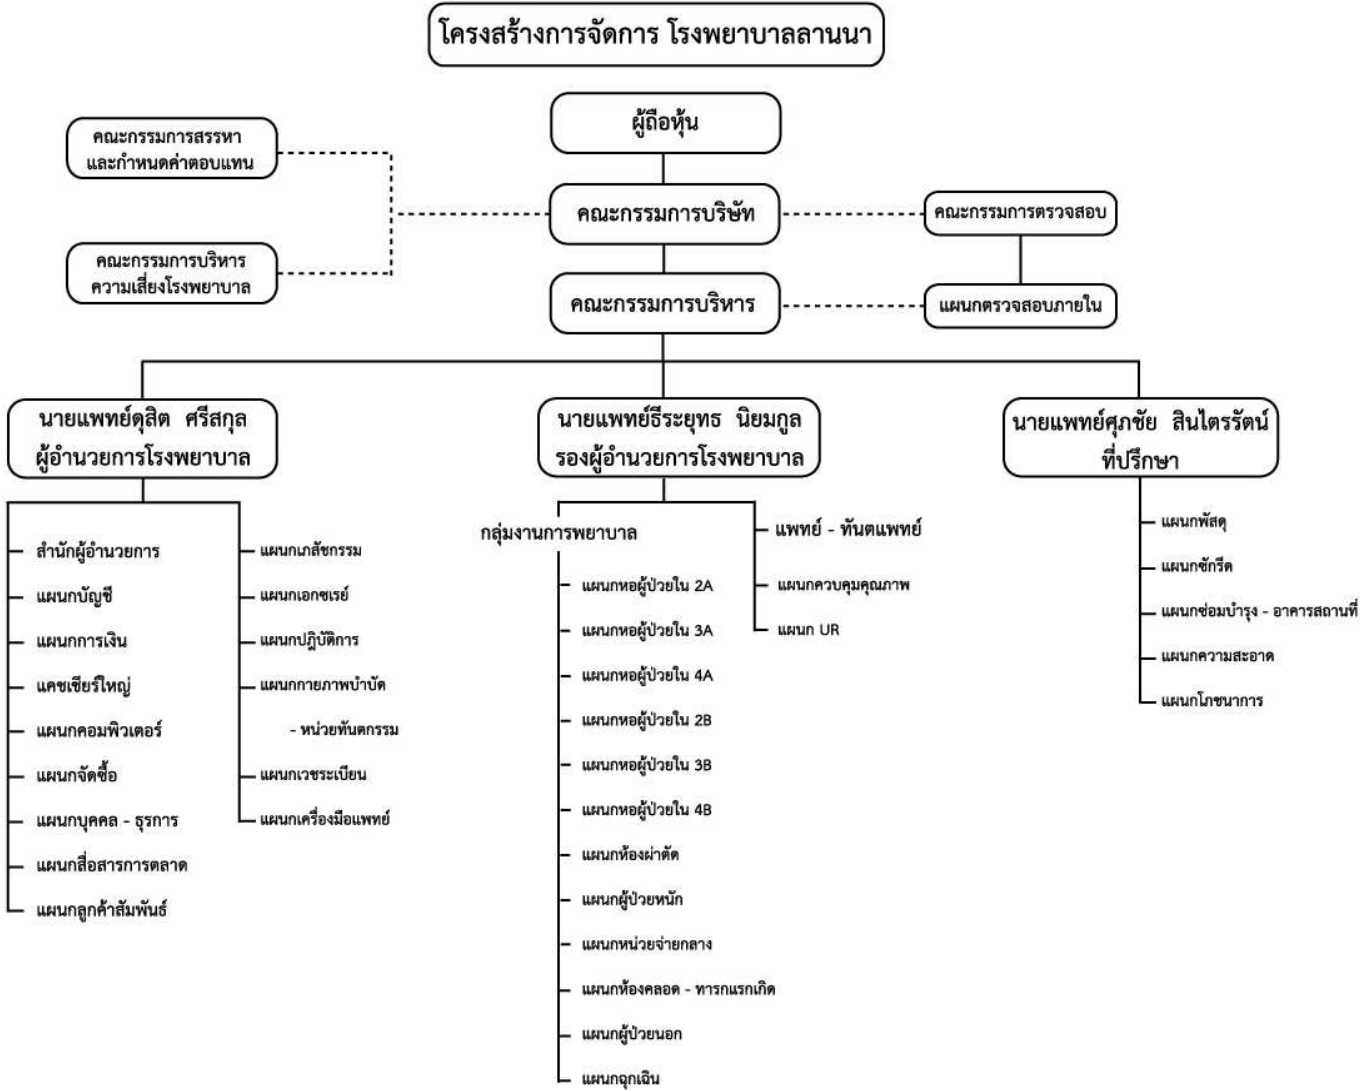 โครงสร้างการจัดการ โรงพยาบาลลานนา
ผู้ถือหุ้น
คณะกรรมการสรรหา
และกำหนดค่าตอบแทน
คณะกรรมการบริษัท
คณะกรรมการตรวจสอบ
คณะกรรมการบริหาร
ความเสี่ยงโรงพยาบาล
คณะกรรมการบริหาร
แผนกตรวจสอบภายใน
นายแพทย์ดุสิต ศรีสกุล
ผู้อำนวยการโรงพยาบาล
สำนักผู้อำนวยการ
แผนกบัญชี
แผนกการเงิน
แคชเชียร์ใหญ่
แผนกคอมพิวเตอร์
แผนกจัดซื้อ
แผนกบุคคล - ธุรการ
แผนกสื่อสารการตลาด
แผนกลูกค้าสัมพันธ์
แผนกเภสัชกรรม
แผนกเอกซเรย์
แผนกปฎิบัติการ
แผนกกายภาพบำบัด
- หน่วยทันตกรรม
แผนกเวชระเบียน
แผนกเครื่องมือแพทย์
นายแพทย์ธีระยุทธ นิยมกูล
รองผู้อำนวยการโรงพยาบาล
กลุ่มงานการพยาบาล
แผนกหอผู้ป่วยใน 2A
แผนกหอผู้ป่วยใน 3A
แผนกหอผู้ป่วยใน 4A
แผนกหอผู้ป่วยใน 2B
แผนกหอผู้ป่วยใน 3B
แผนกหอผู้ป่วยใน 4B
แผนกห้องผ่าตัด
แผนกผู้ป่วยหนัก
แผนกหน่วยจ่ายกลาง
แผนกห้องคลอด - ทารกแรกเกิด
แผนกผู้ป่วยนอก
แผนกฉุกเฉิน
แพทย์ - ทันตแพทย์
แผนกควบคุมคุณภาพ
แผนก UR
นายแพทย์ศุภชัย สินไตรรัตน์
ที่ปรึกษา
แผนกพัสดุ
แผนกซักรีด
แผนกซ่อมบำรุง - อาคารสถานที่
แผนกความสะอาด
แผนกโภชนาการ